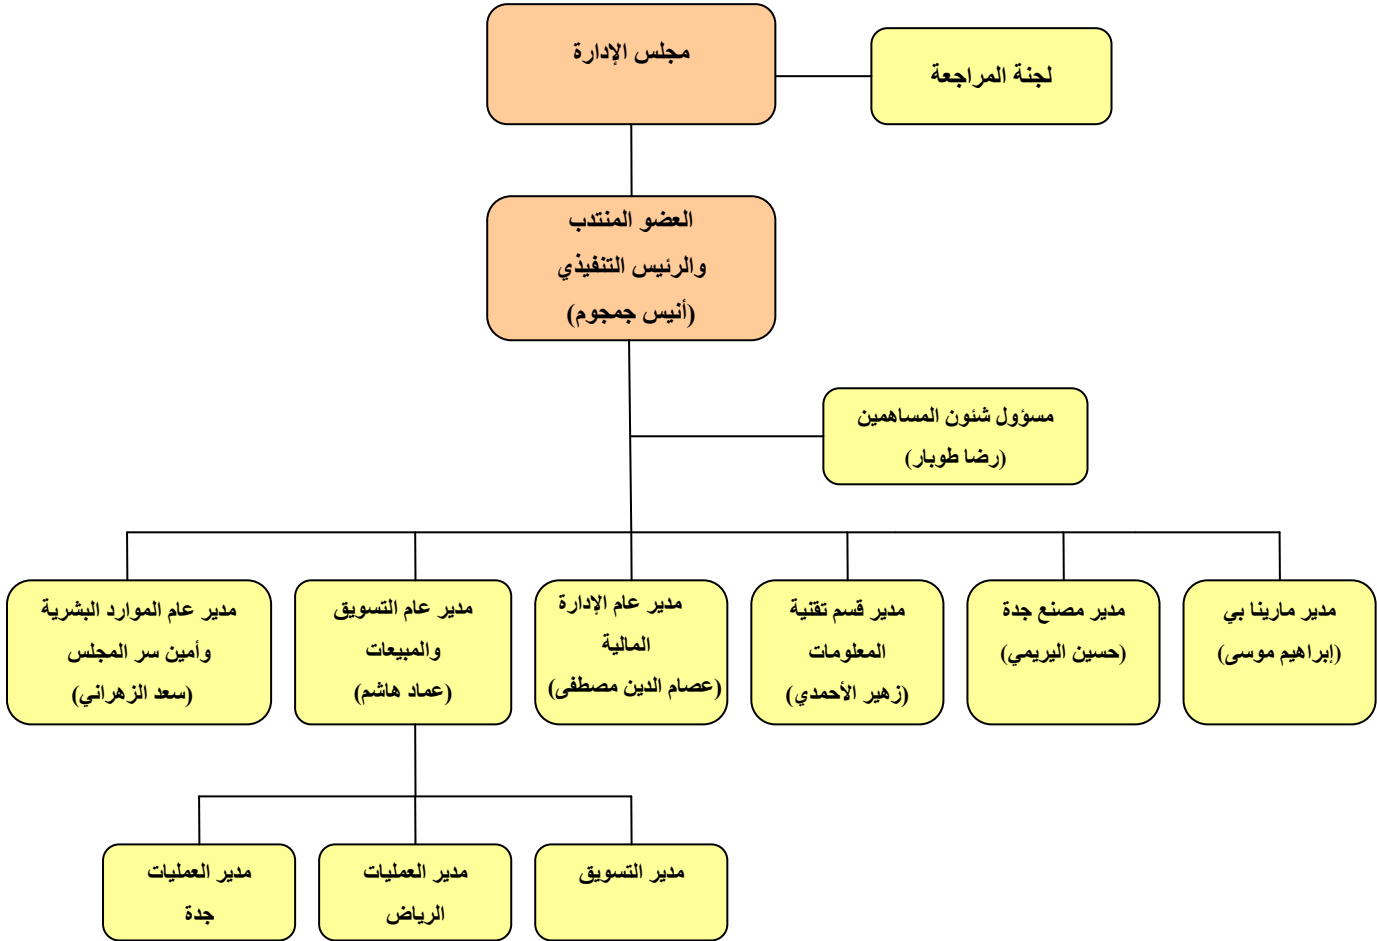 مجلس الإدارة
لجنة المراجعة
العضو المنتدب
والرئيس التنفيذي
(أنيس جمجوم)
مسؤول شئون المساهمين
(رضا طوبار)
مدير مارينا بي
(إبراهيم موسى)
مدير مصنع جدة
(حسين اليريمي)
مدير قسم تقنية
المعلومات
(زهير الأحمدي)
مدير عام الإدارة
المالية
(عصام الدين مصطفى)
مدير عام التسويق
والمبيعات
(عماد هاشم)
مدير عام الموارد البشرية
وأمين سر المجلس
(سعد الزهراني)
مدير التسويق
مدير العمليات
الرياض
مدير العمليات
جدة